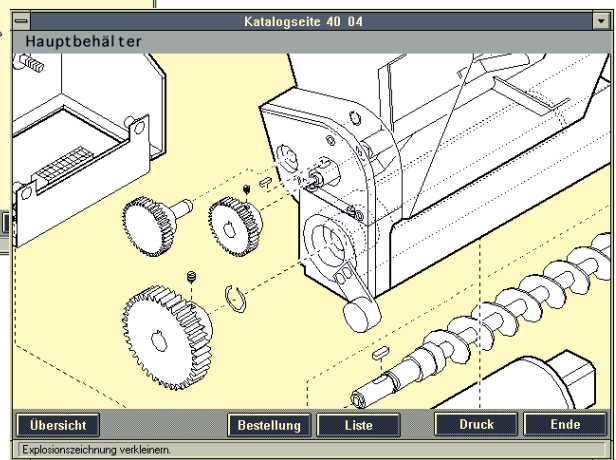 Katalogseite 40 04
Hauptbehälter
Übersicht
Bestellung
Liste
Druck
Ende
Explosionszeichnung verkleinern.